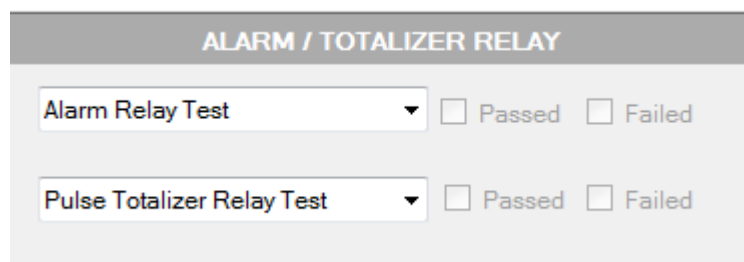 ALARM / TOTALIZER RELAY
Alarm Relay Test Passed Failed
Pulse Totalizer Relay Test Passed Failed